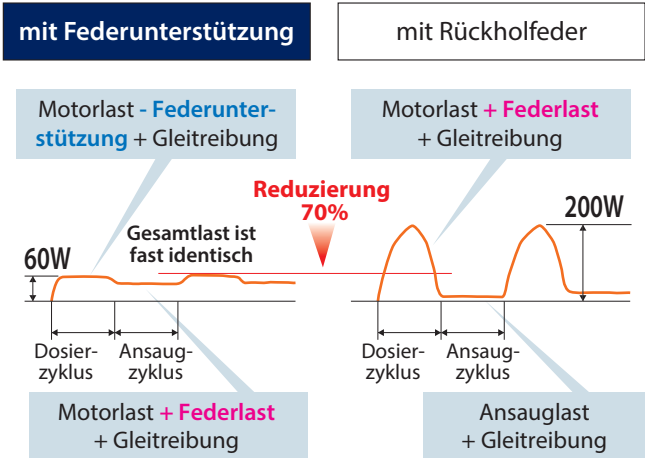 mit Federunterstützung
mit Rückholfeder
Motorlast - Federunter-
stützung + Gleitreibung
Motorlast + Federlast
+ Gleitreibung
Reduzierung
70%
Gesamtlast ist
fast identisch
60W
200W
Dosier-
zyklus
Ansaug-
zyklus
Dosier-
zyklus
Ansaug-
zyklus
Motorlast + Federlast
+ Gleitreibung
Ansauglast
+ Gleitreibung